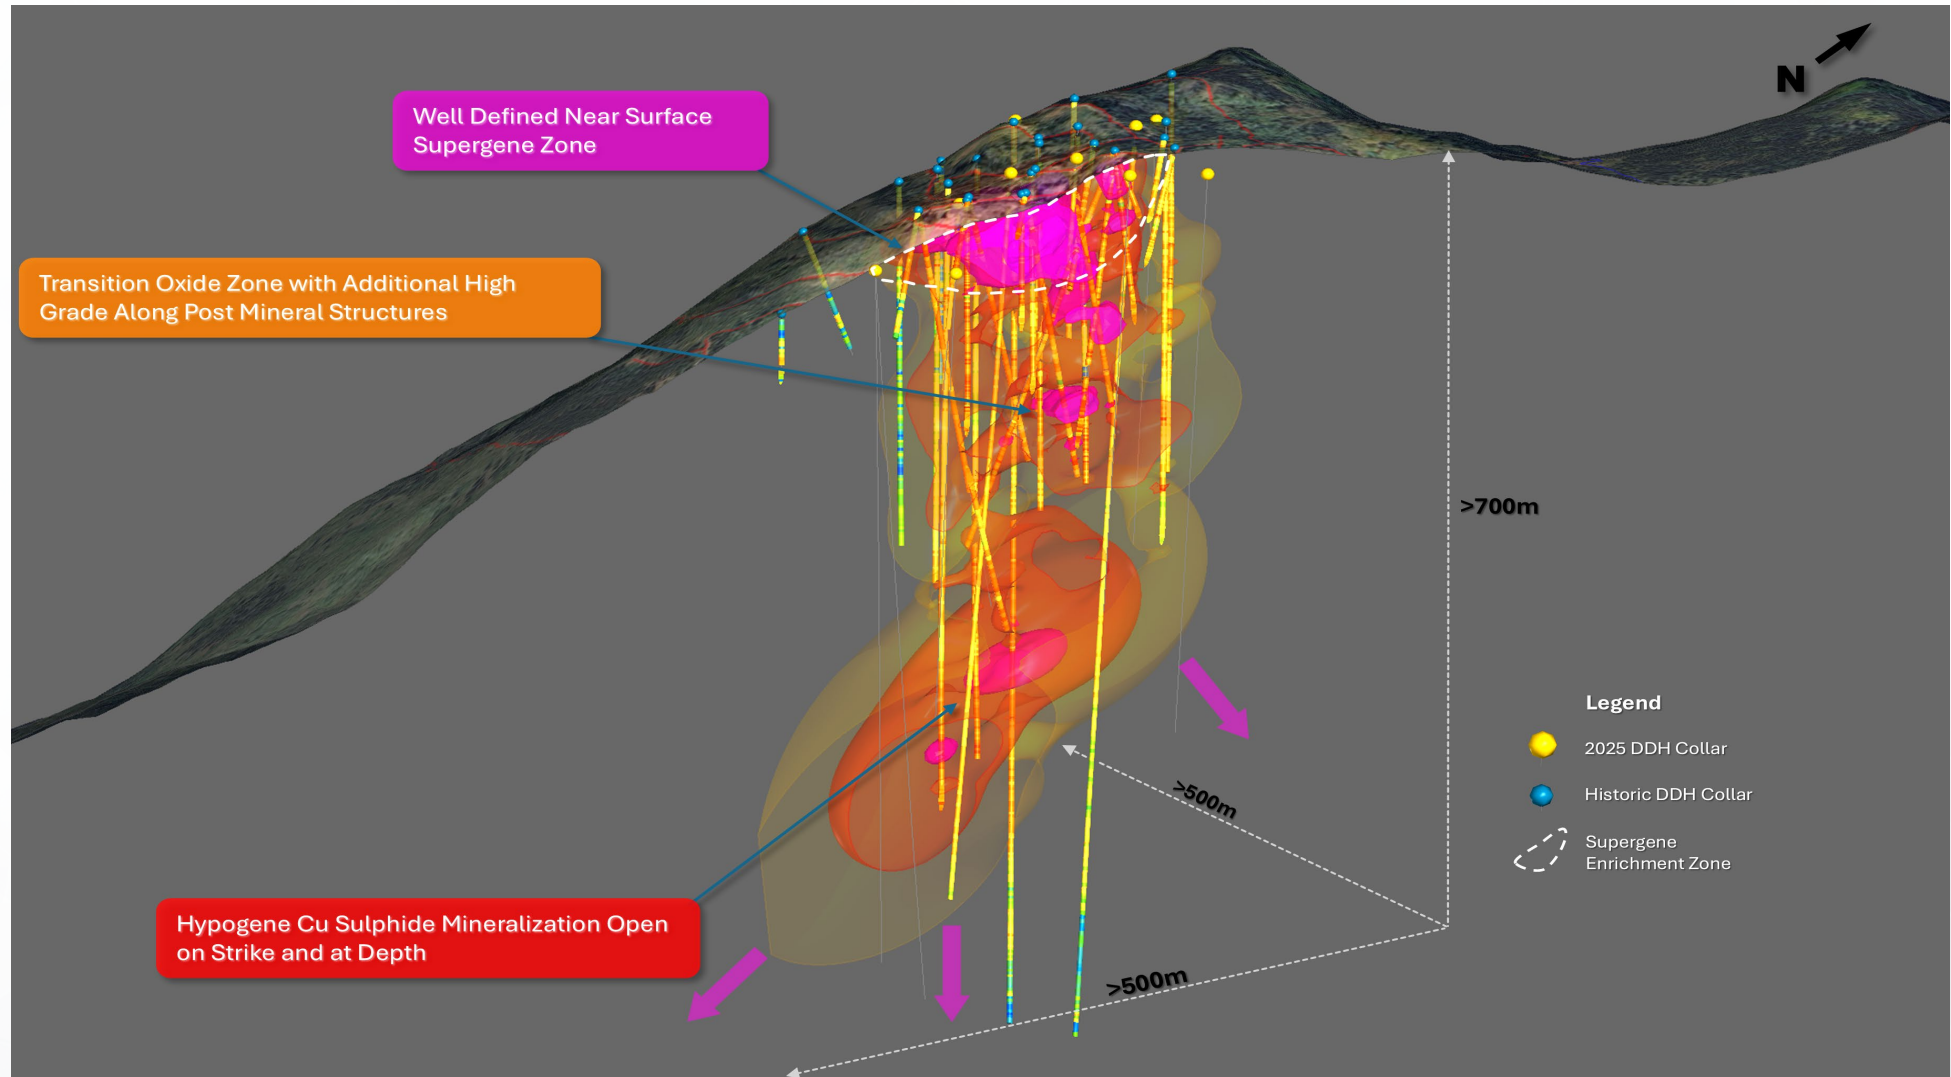 N
Well Defined Near Surface
Supergene Zone
Transition Oxide Zone with Additional High
Grade Along Post Mineral Structures
>700m
>500m
>500m
Hypogene Cu Sulphide Mineralization Open
on Strike and at Depth
Legend
2025 DDH Collar
Historic DDH Collar
Supergene
Enrichment Zone